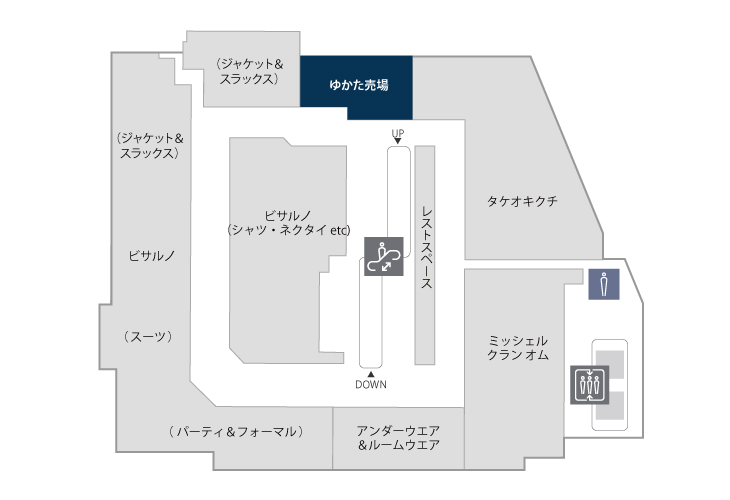 （ジャケット＆
スラックス）
ゆかた売場
（ジャケット＆
スラックス）
UP
ビサルノ
（シャツ・ネクタイ etc）
レストスペース
タケオキクチ
ビサルノ
（スーツ）
ミッシェル
クラン オム
DOWN
（パーティ＆フォーマル）
アンダーウエア
＆ルームウエア